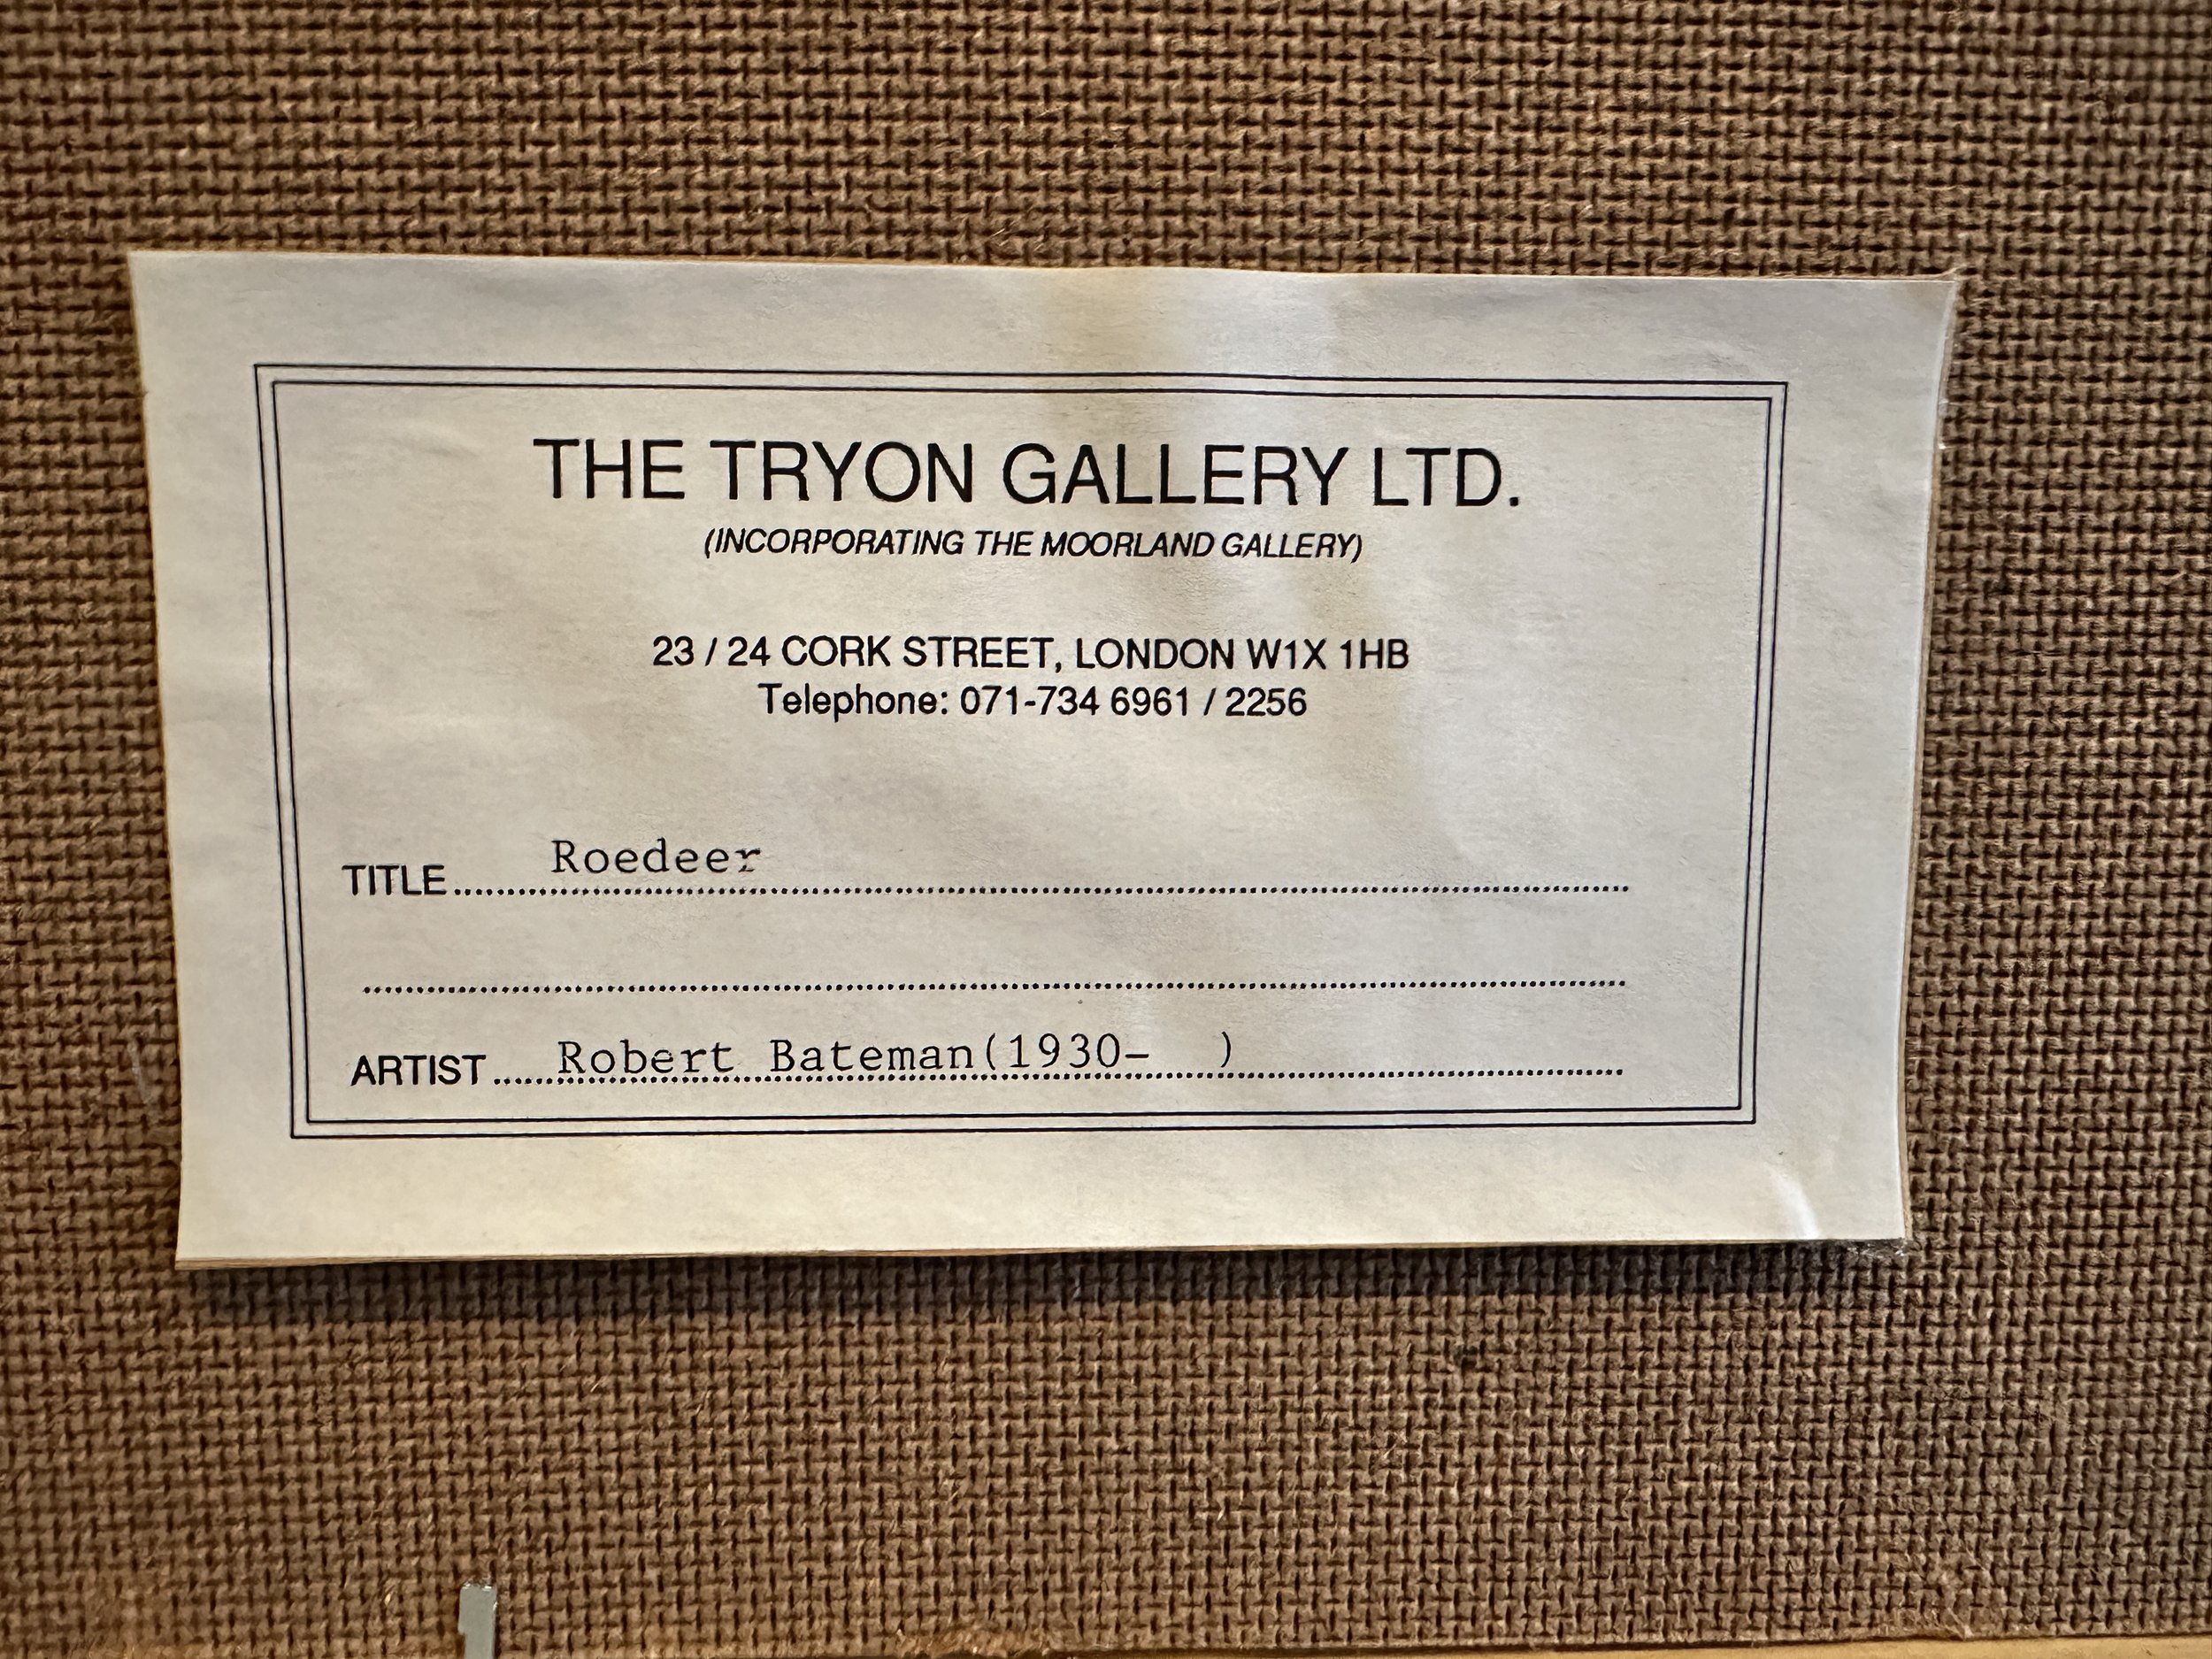 THE TRYON GALLERY LTD.
(INCORPORATING THE MOORLAND GALLERY)
23 / 24 CORK STREET, LONDON W1X 1HB
Telephone: 071-734 6961 / 2256
TITLE.....Roedeer.....
ARTIST.....Robert Bateman(1930-   ).....